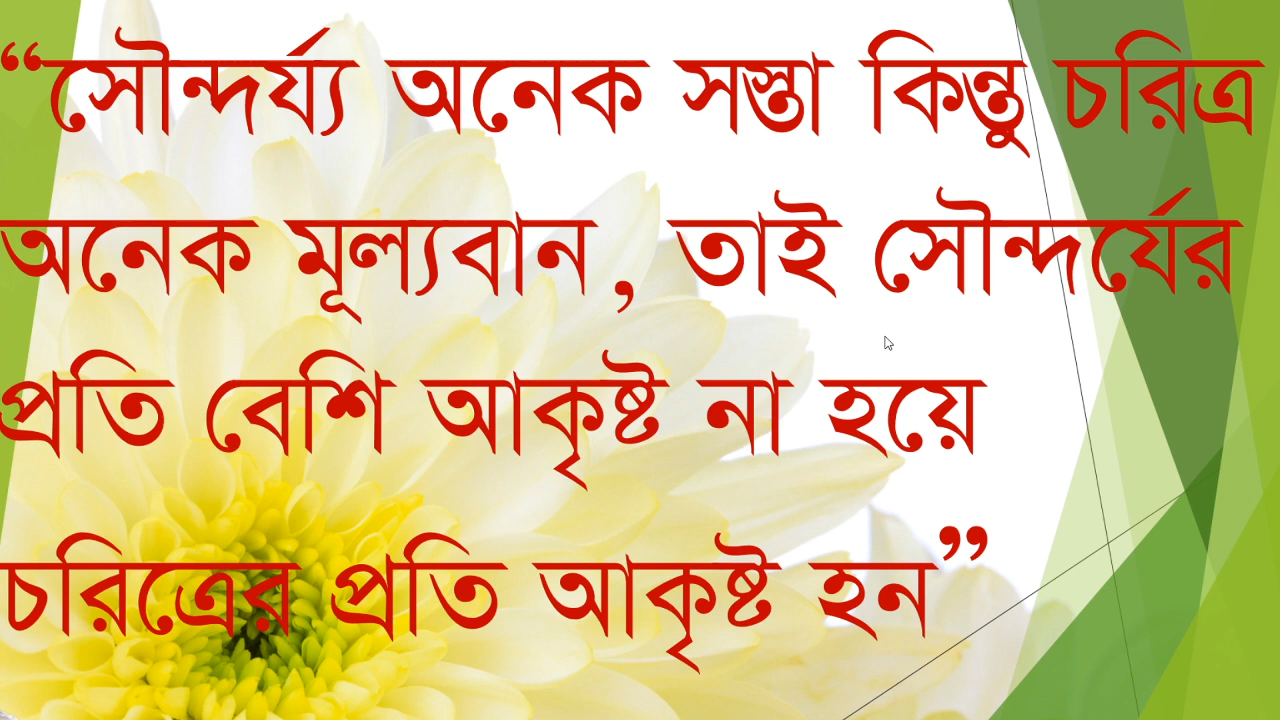 “সৌন্দর্য্য অনেক সস্তা কিন্তু চরিত্র
অনেক মূল্যবান, তাই সৌন্দর্যের
প্রতি বেশি আকৃষ্ট না হয়ে
চরিত্রের প্রতি আকৃষ্ট হন”